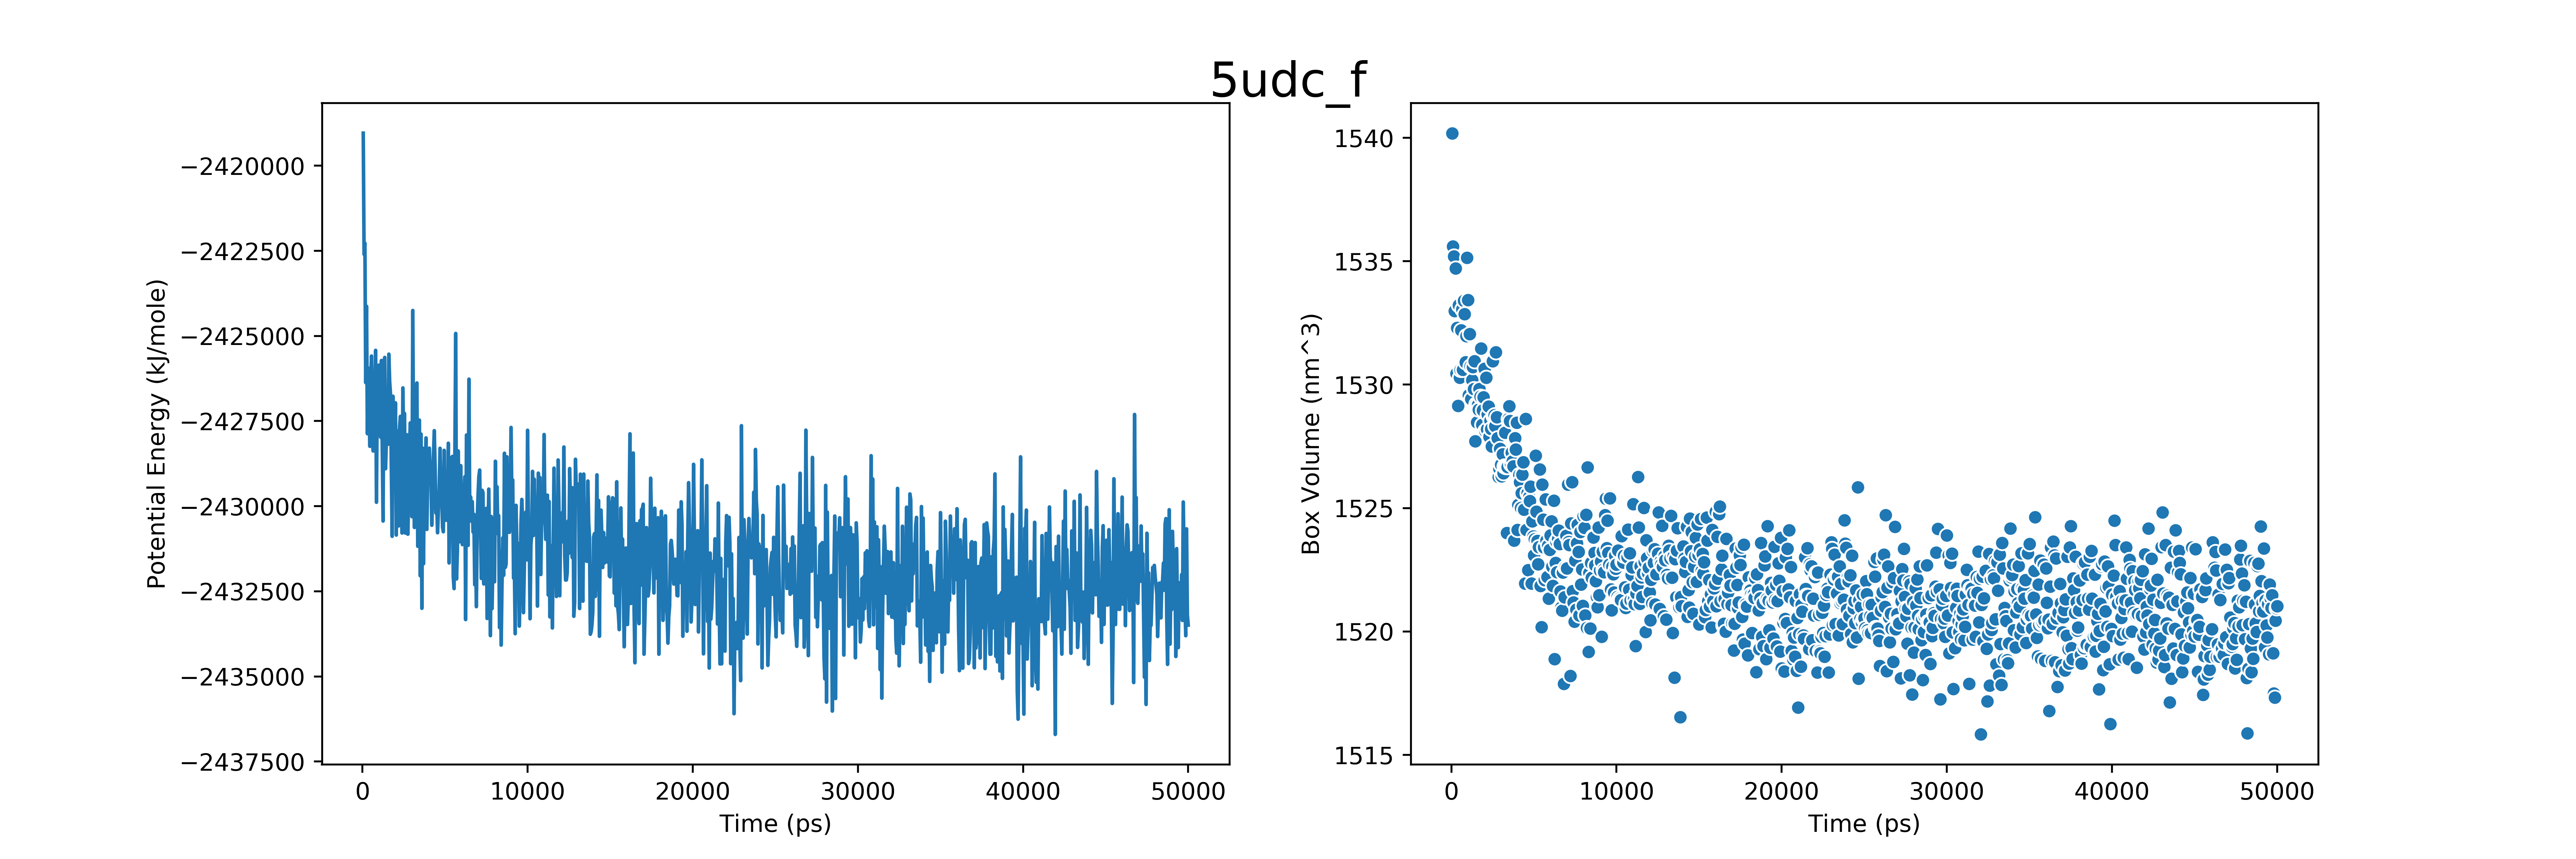 5udc_f
Potential Energy (kJ/mole)
−2420000
−2422500
−2425000
−2427500
−2430000
−2432500
−2435000
−2437500
0 10000 20000 30000 40000 50000
Time (ps)
Box Volume (nm^3)
1540
1535
1530
1525
1520
1515
0 10000 20000 30000 40000 50000
Time (ps)